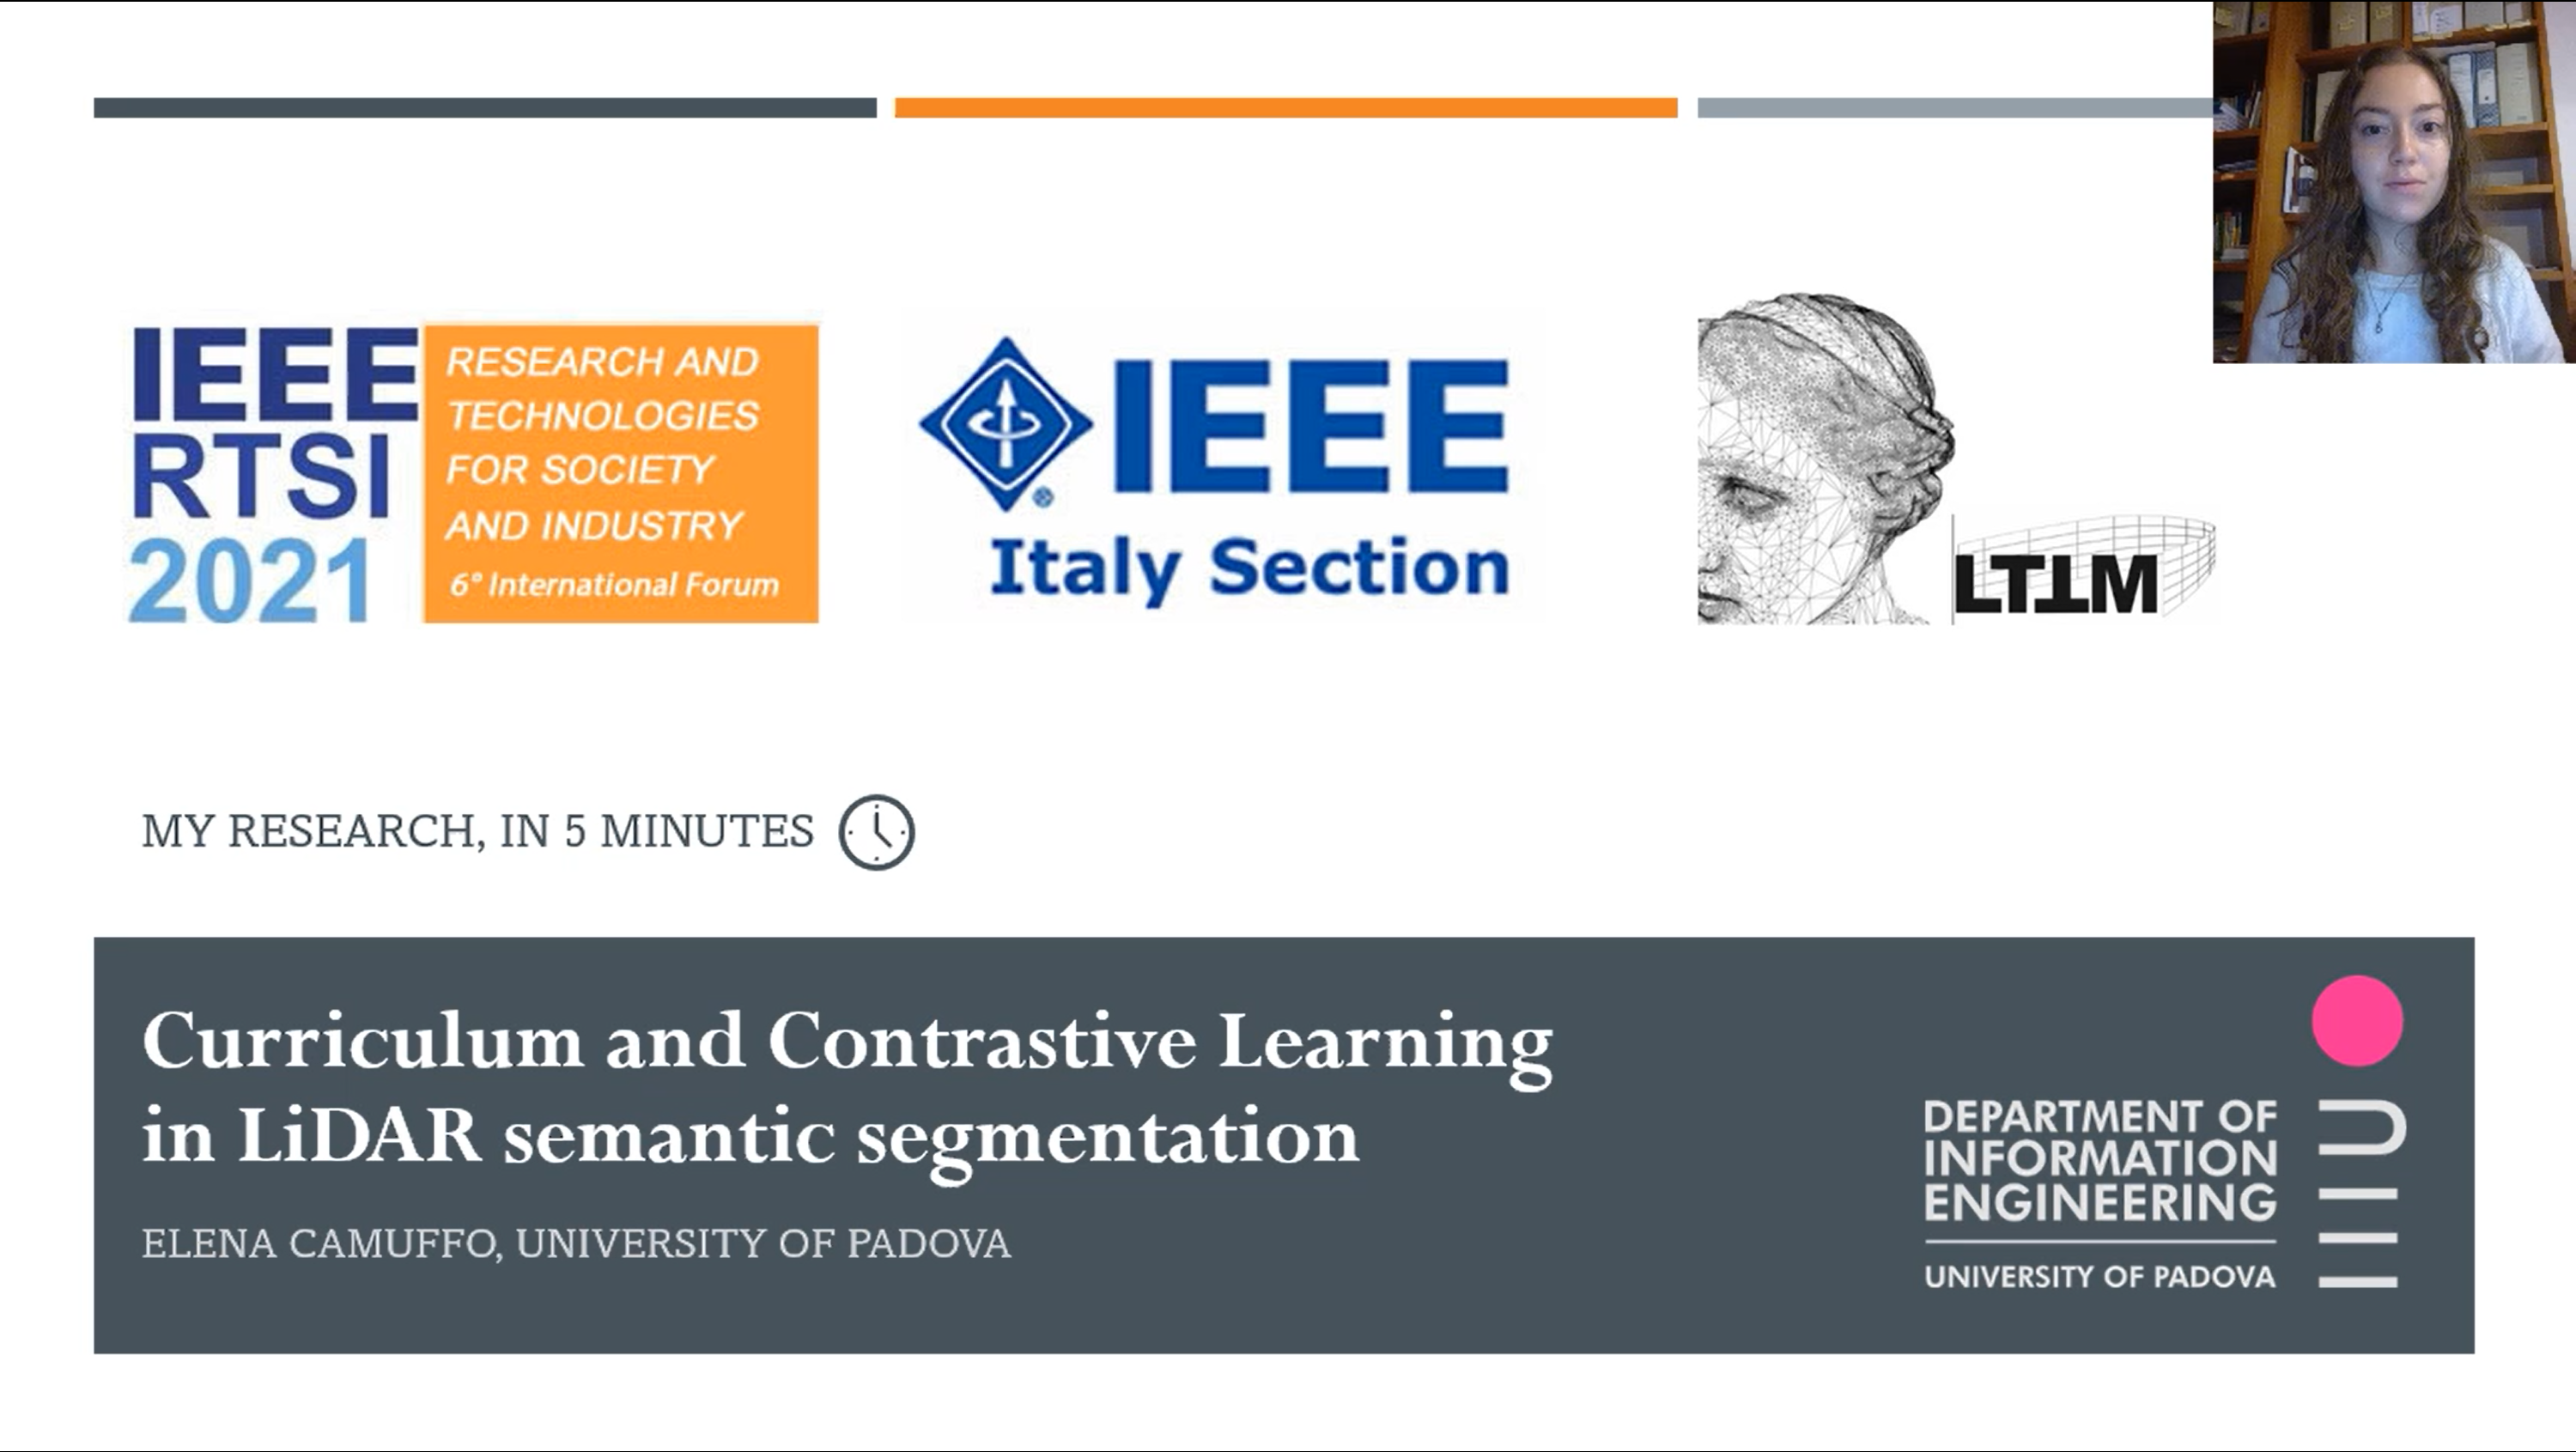 IEEE
RTSI
2021
RESEARCH AND
TECHNOLOGIES
FOR SOCIETY
AND INDUSTRY
6° International Forum
IEEE
®
Italy Section
LTTM
MY RESEARCH, IN 5 MINUTES
Curriculum and Contrastive Learning
in LiDAR semantic segmentation
ELENA CAMUFFO, UNIVERSITY OF PADOVA
DEPARTMENT OF
INFORMATION
ENGINEERING
UNIVERSITY OF PADOVA